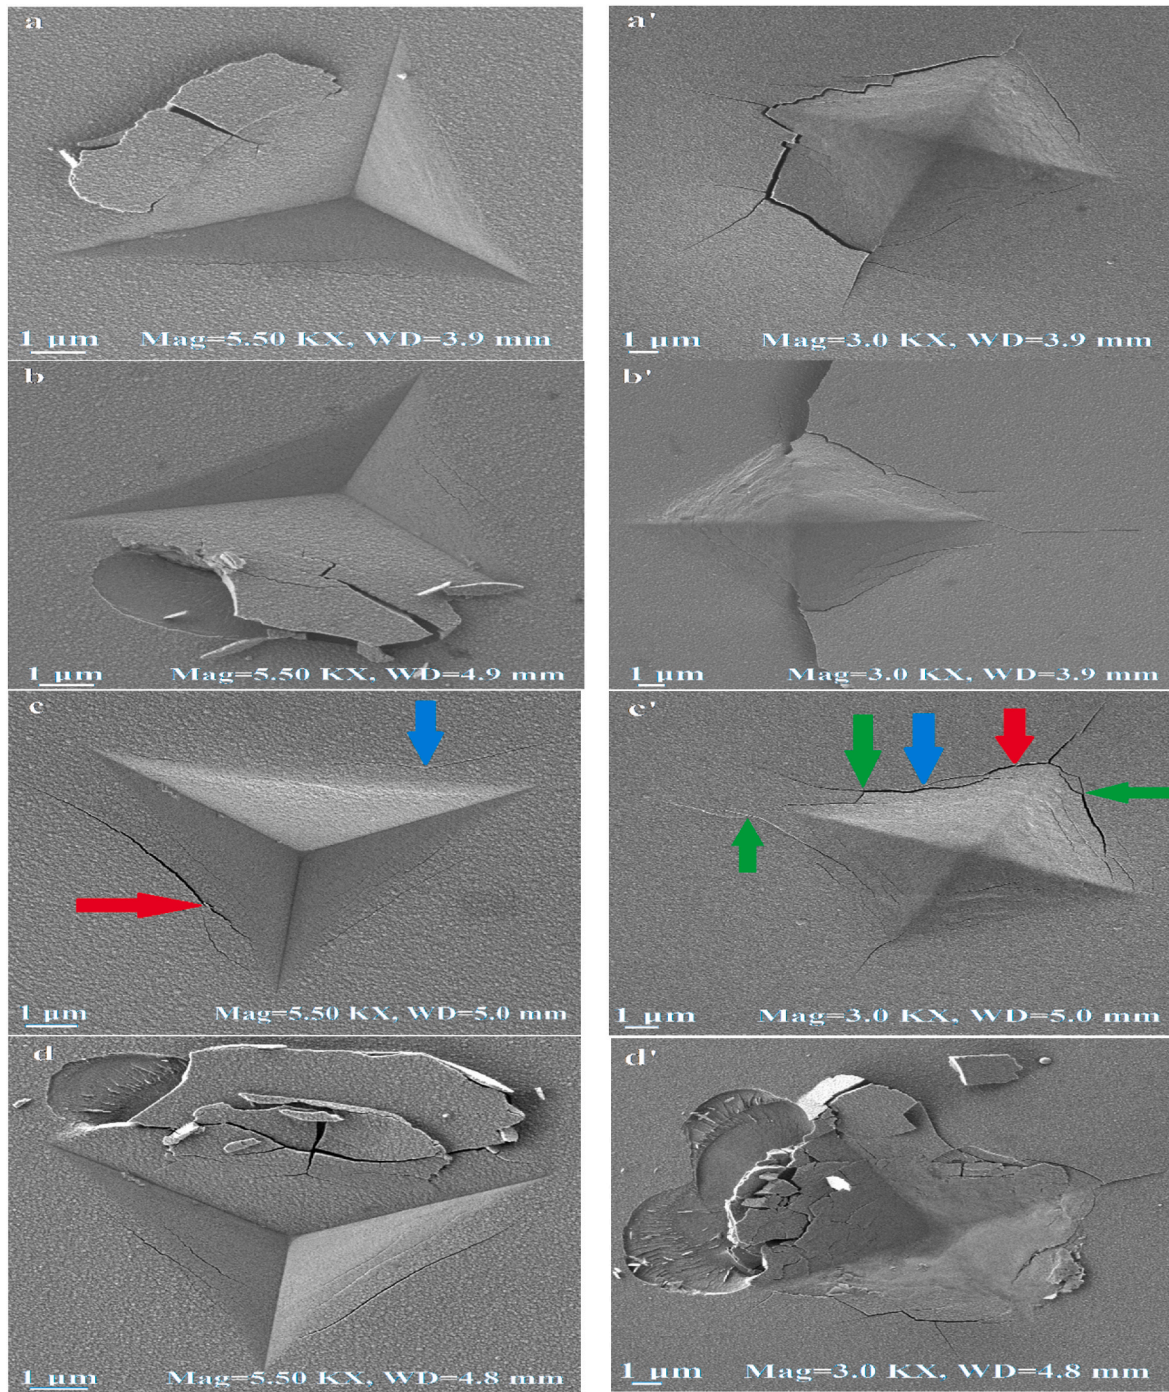 a
a'
1 µm Mag=5.50 KX, WD=3.9 mm
1 µm Mag=3.0 KX, WD=3.9 mm
b
b'
1 µm Mag=5.50 KX, WD=4.9 mm
1 µm Mag=3.0 KX, WD=3.9 mm
c
c'
1 µm Mag=5.50 KX, WD=5.0 mm
1 µm Mag=3.0 KX, WD=5.0 mm
d
d'
1 µm Mag=5.50 KX, WD=4.8 mm
1 µm Mag=3.0 KX, WD=4.8 mm